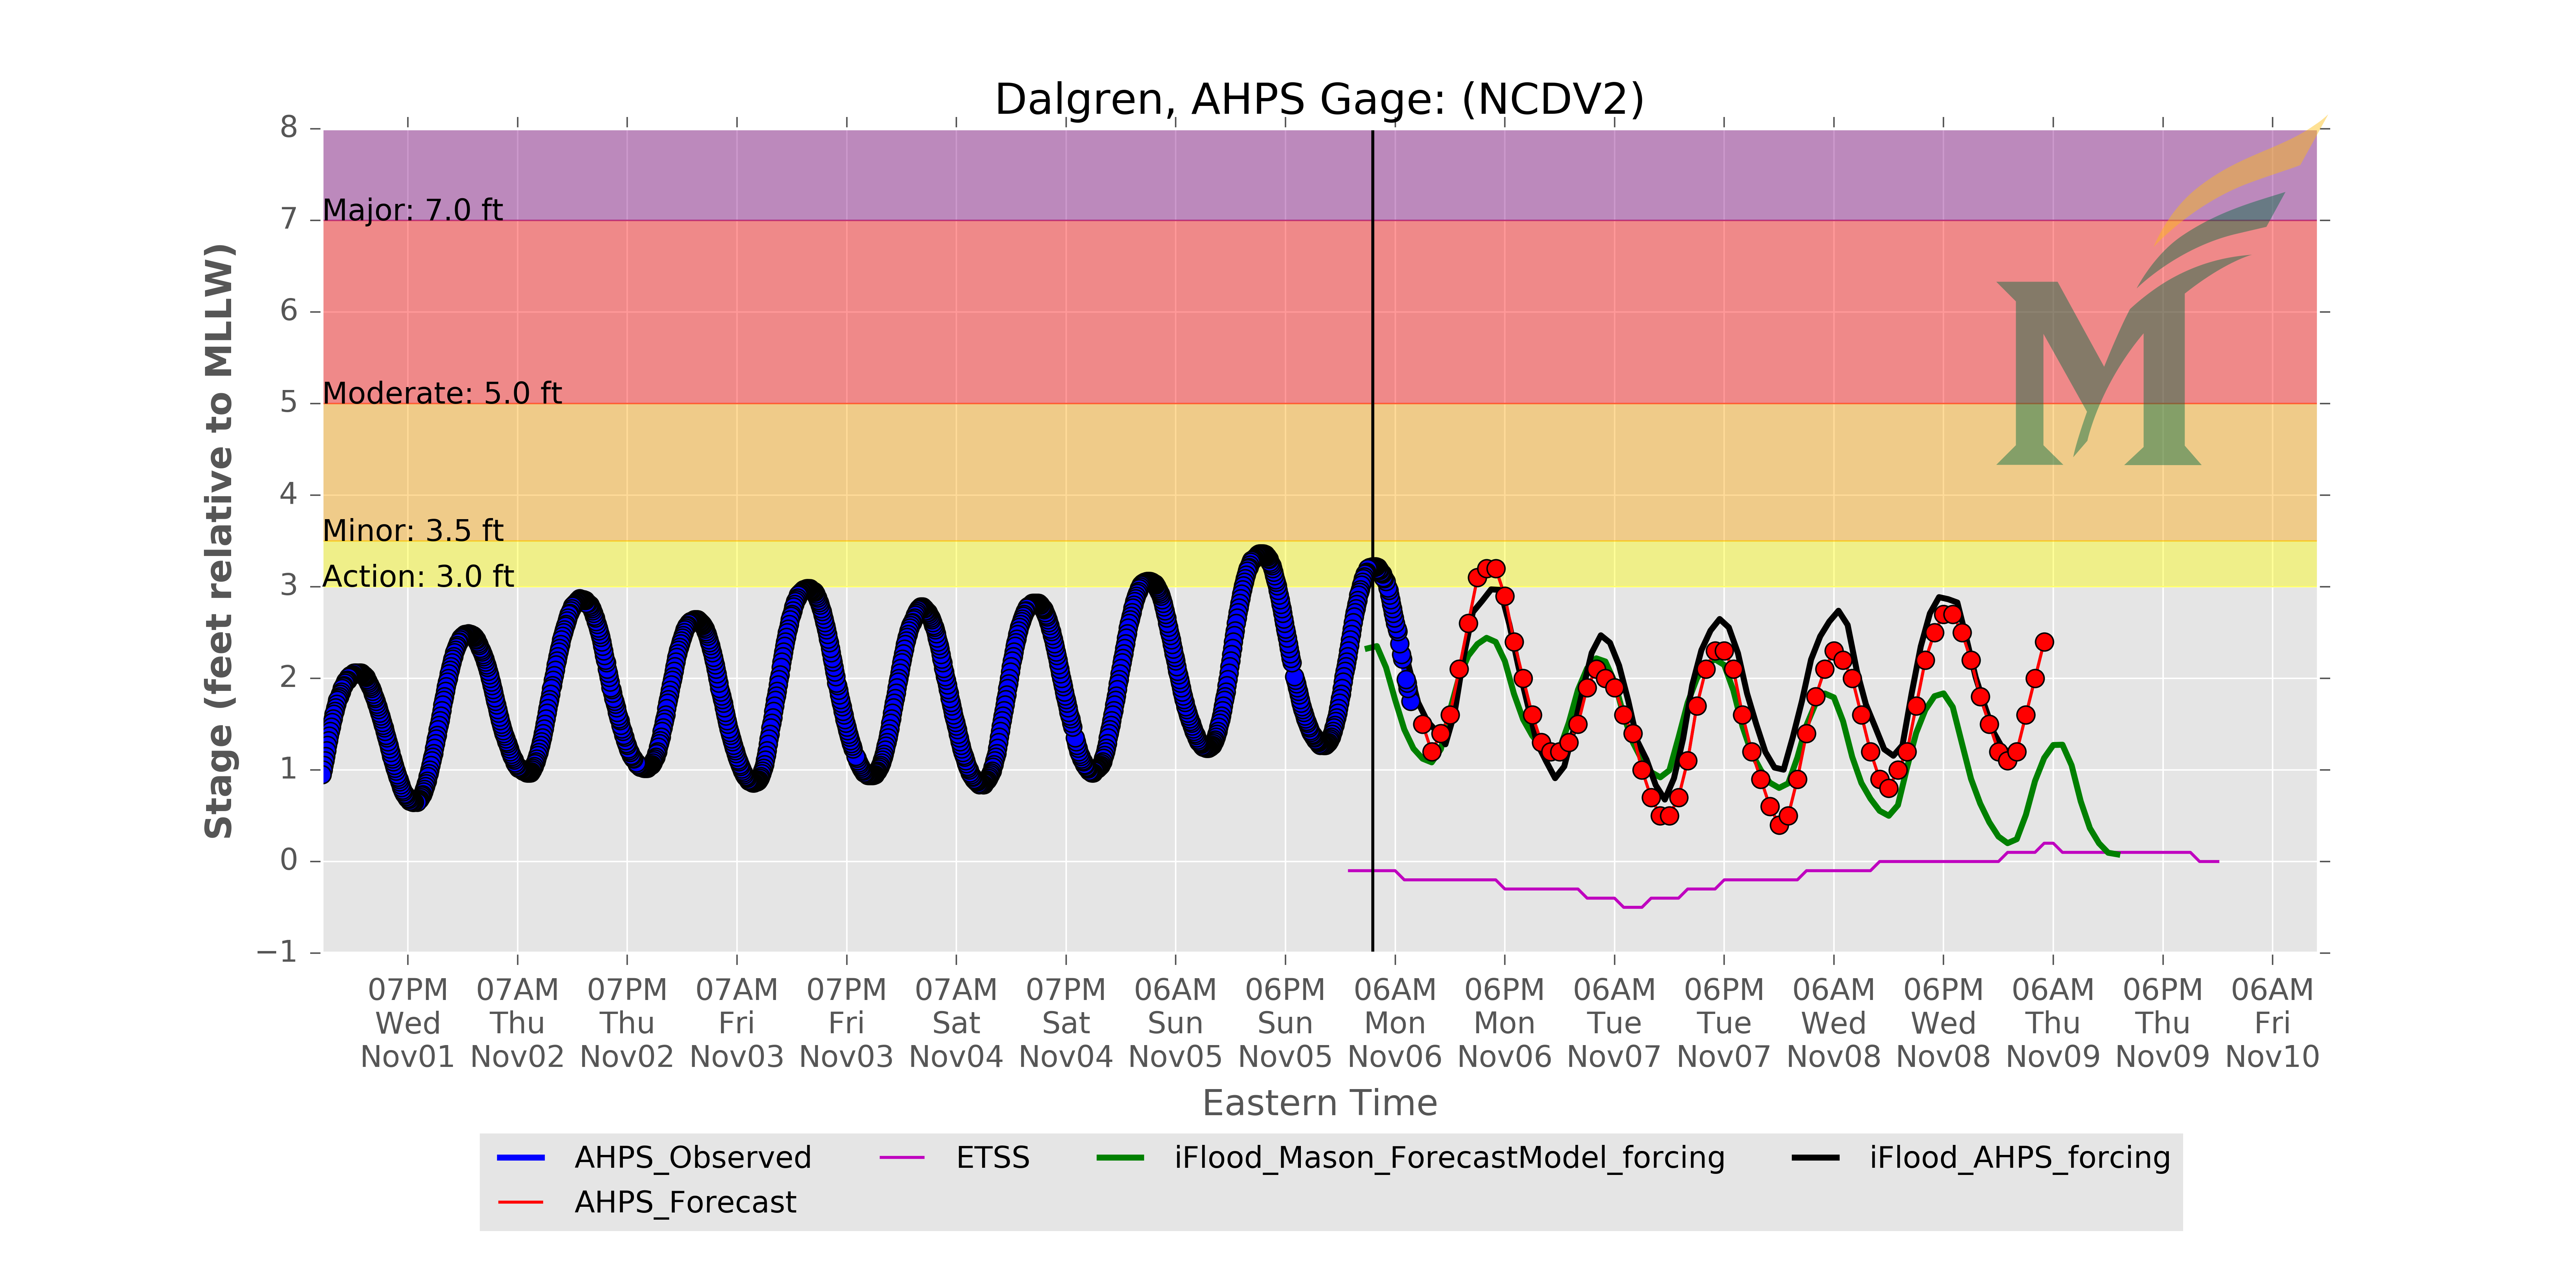 Dalgren, AHPS Gage: (NCDV2)
8
7
6
5
4
3
2
1
0
−1
Stage (feet relative to MLLW)
Major: 7.0 ft
Moderate: 5.0 ft
Minor: 3.5 ft
Action: 3.0 ft
M
07PM 07AM 07PM 07AM 07PM 07AM 07PM 06AM 06PM 06AM 06PM 06AM 06PM 06AM 06PM 06AM 06PM 06AM
Wed Thu Thu Fri Fri Sat Sat Sun Sun Mon Mon Tue Tue Wed Wed Thu Thu Fri
Nov01 Nov02 Nov02 Nov03 Nov03 Nov04 Nov04 Nov05 Nov05 Nov06 Nov06 Nov07 Nov07 Nov08 Nov08 Nov09 Nov09 Nov10
Eastern Time
AHPS_Observed ETSS iFlood_Mason_ForecastModel_forcing iFlood_AHPS_forcing
AHPS_Forecast